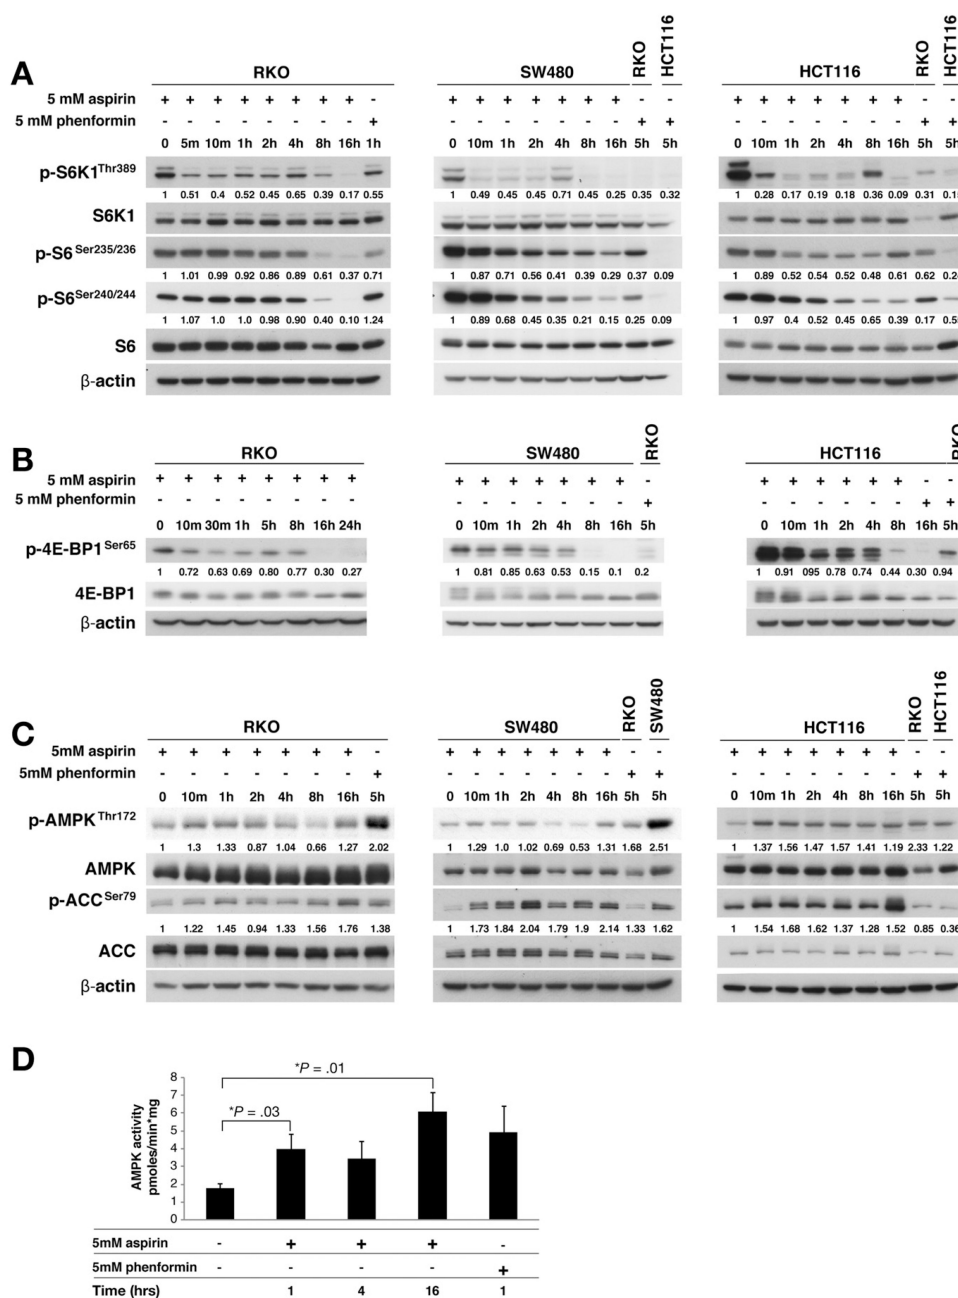 A
RKO
SW480
RKO
HCT116
HCT116
RKO
HCT116
5 mM aspirin + + + + + + + + - + + + + + + + - - + + + + + + + - -
5 mM phenformin - - - - - - - - + - - - - - - - + + - - - - - - - + +
0 5m 10m 1h 2h 4h 8h 16h 1h 0 10m 1h 2h 4h 8h 16h 5h 5h 0 10m 1h 2h 4h 8h 16h 5h 5h
p-S6K1Thr389
1 0.51 0.4 0.52 0.45 0.65 0.39 0.17 0.55 1 0.49 0.45 0.45 0.71 0.45 0.25 0.35 0.32 1 0.28 0.17 0.19 0.18 0.36 0.09 0.31
S6K1
p-S6Ser235/236
1 1.01 0.99 0.92 0.86 0.89 0.61 0.37 0.71 1 0.87 0.71 0.56 0.41 0.39 0.29 0.37 0.09 1 0.89 0.52 0.54 0.52 0.48 0.61 0.62
p-S6Ser240/244
1 1.07 1.0 1.0 0.98 0.90 0.40 0.10 1.24 1 0.89 0.68 0.45 0.35 0.21 0.15 0.25 0.09 1 0.97 0.4 0.52 0.45 0.65 0.39 0.17
S6
β-actin
B
RKO
SW480
RKO
HCT116
RKO
5 mM aspirin + + + + + + + + + + + + + + + - + + + + + + - -
5 mM phenformin - - - - - - - - - - - - - - - + - - - - - - + +
0 10m 30m 1h 5h 8h 16h 24h 0 10m 1h 2h 4h 8h 16h 5h 0 10m 1h 2h 4h 8h 16h 5h
p-4E-BP1Ser65
1 0.72 0.63 0.69 0.80 0.77 0.30 0.27 1 0.81 0.85 0.63 0.53 0.15 0.1 0.2 1 0.91 095 0.78 0.74 0.44 0.30 0.94
4E-BP1
β-actin
C
RKO
SW480
RKO
SW480
HCT116
RKO
HCT116
5mM aspirin + + + + + + + - + + + + + + + - - + + + + + + + - -
5mM phenformin - - - - - - - + - - - - - - - + + - - - - - - - + +
0 10m 1h 2h 4h 8h 16h 5h 0 10m 1h 2h 4h 8h 16h 5h 5h 0 10m 1h 2h 4h 8h 16h 5h 5h
p-AMPKThr172
1 1.3 1.33 0.87 1.04 0.66 1.27 2.02 1 1.29 1.0 1.02 0.69 0.53 1.31 1.68 2.51 1 1.37 1.56 1.47 1.57 1.41 1.19 2.33 1.22
AMPK
p-ACCSer79
1 1.22 1.45 0.94 1.33 1.56 1.76 1.38 1 1.73 1.84 2.04 1.79 1.9 2.14 1.33 1.62 1 1.54 1.68 1.62 1.37 1.28 1.52 0.85 0.36
ACC
β-actin
D
*P = .01
*P = .03
AMPK activity
pmoles/min*mg
8
7
6
5
4
3
2
1
0
5mM aspirin - + + + -
5mM phenformin - - - - +
Time (hrs) 1 4 16 1